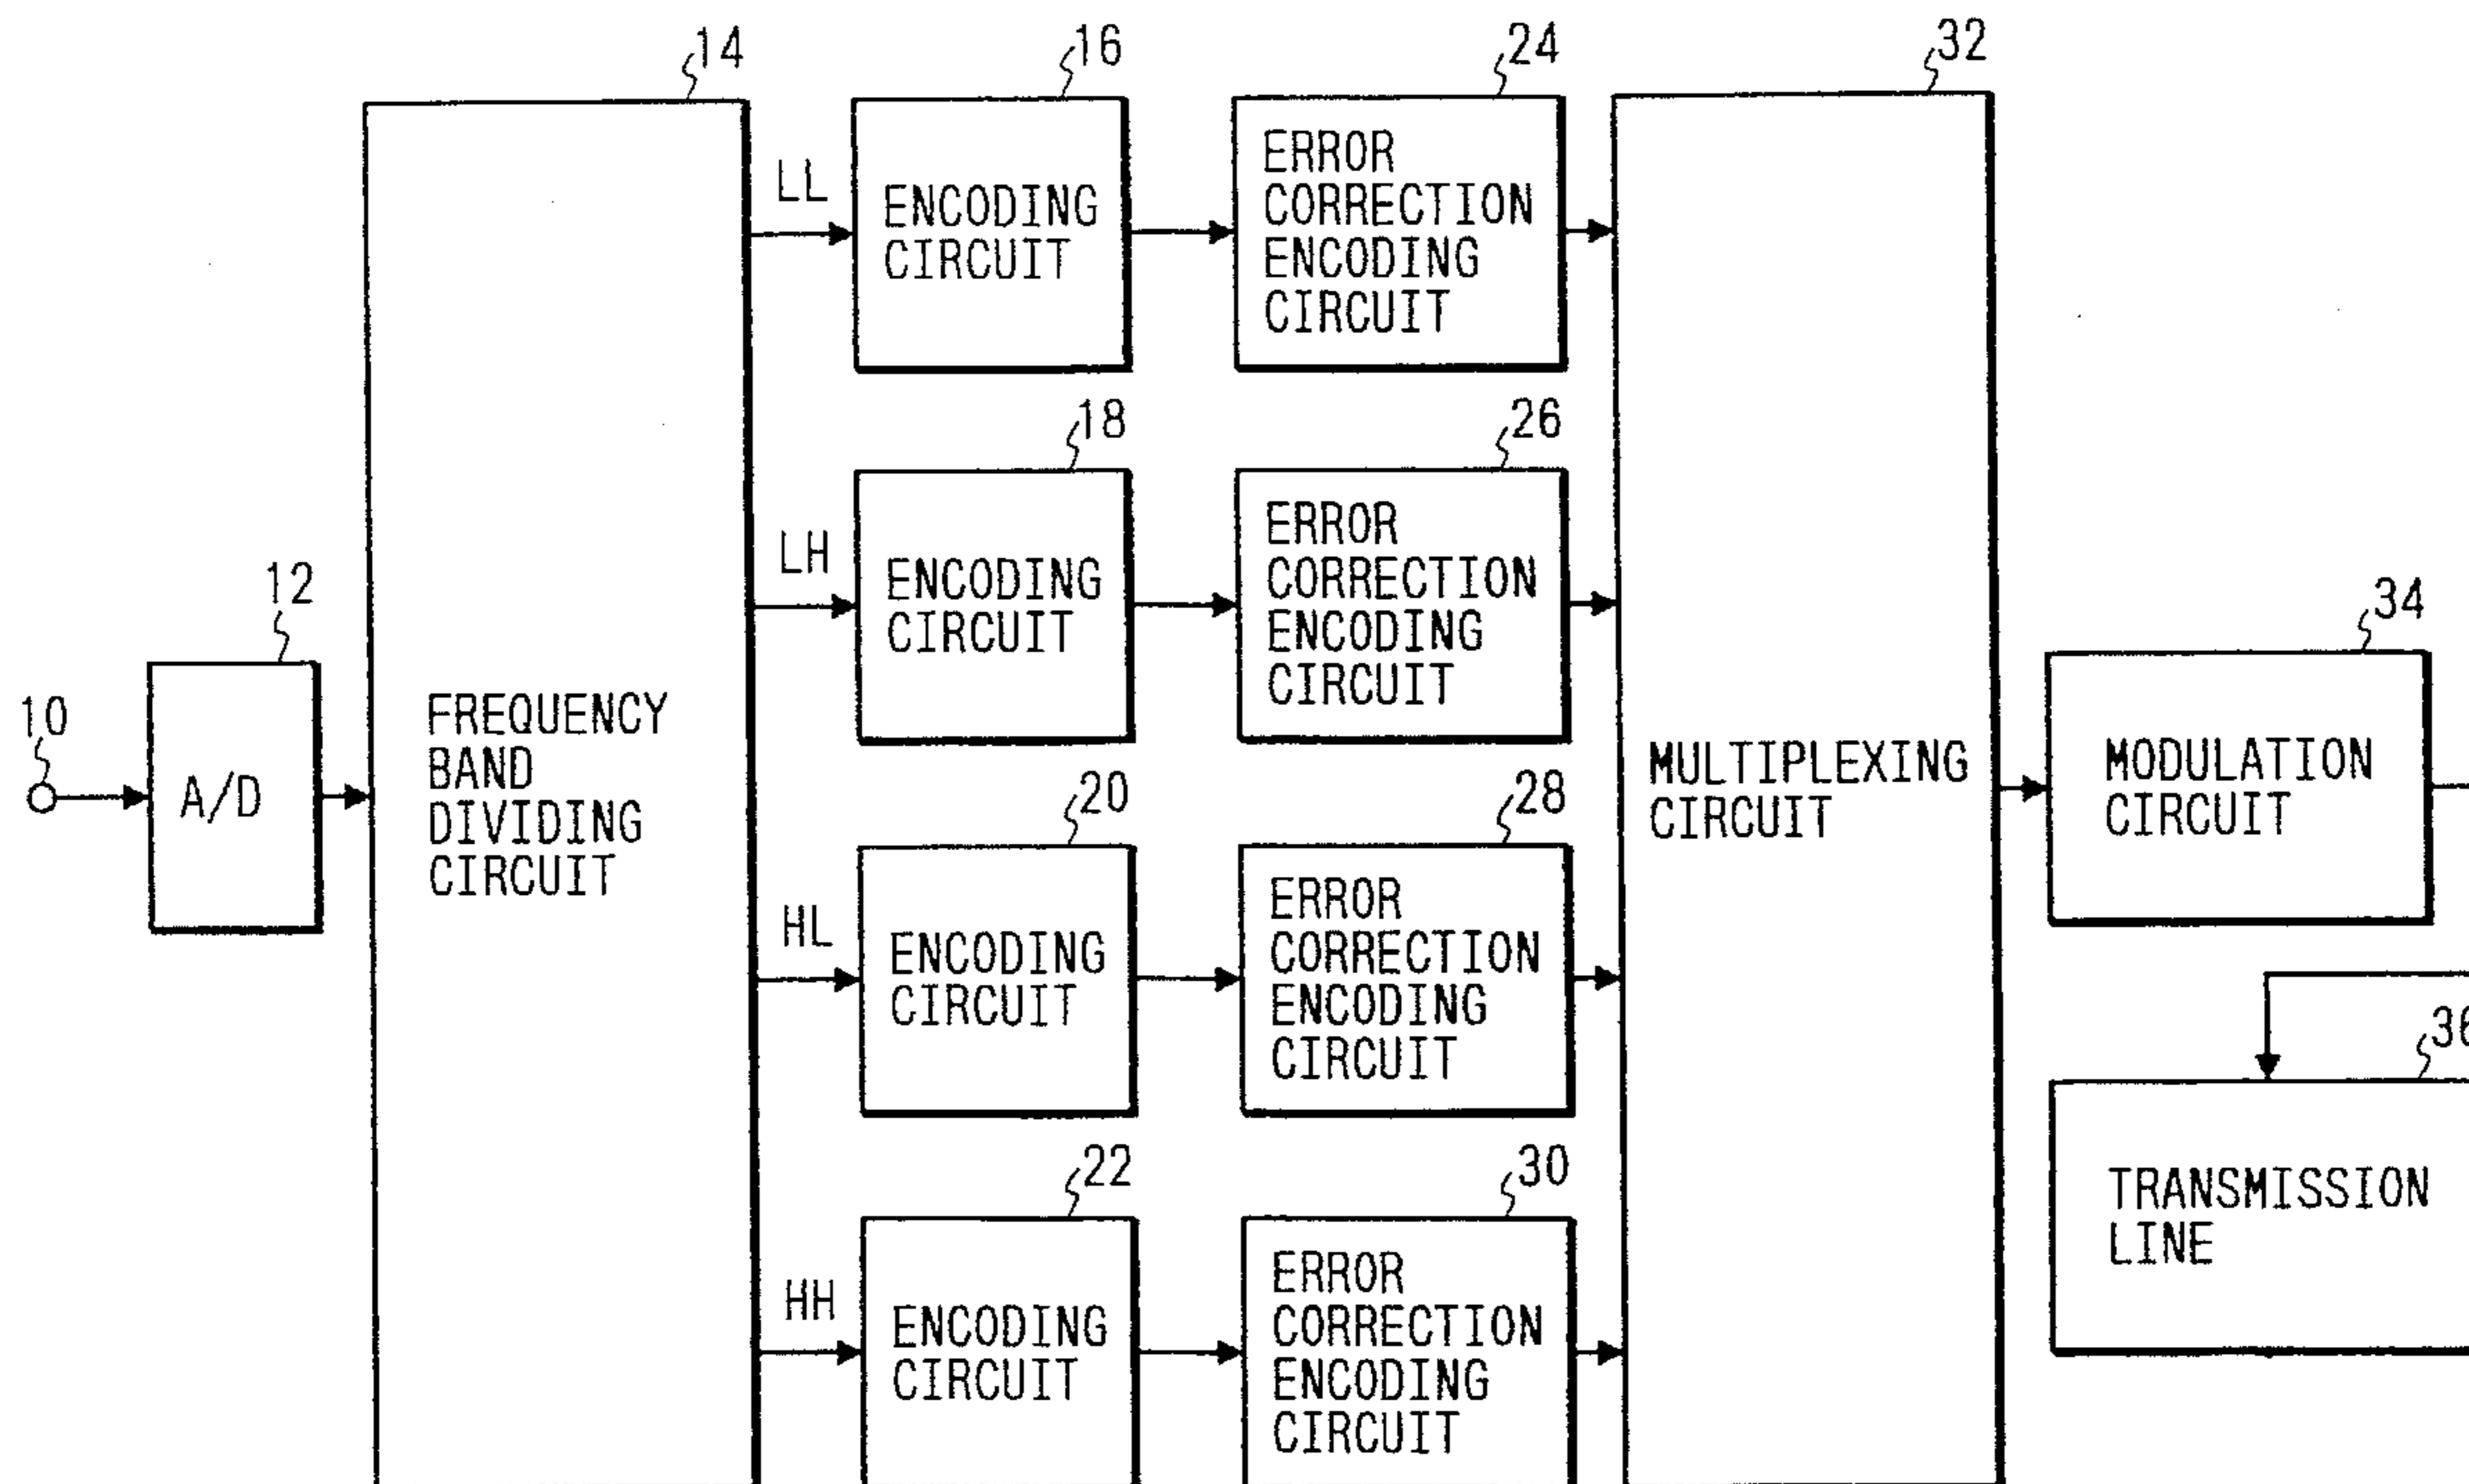 14
16
24
32
LL
ENCODING
CIRCUIT
ERROR
CORRECTION
ENCODING
CIRCUIT
18
26
LH
ENCODING
CIRCUIT
ERROR
CORRECTION
ENCODING
CIRCUIT
12
34
10
A/D
FREQUENCY
BAND
DIVIDING
CIRCUIT
MULTIPLEXING
CIRCUIT
MODULATION
CIRCUIT
20
28
HL
ENCODING
CIRCUIT
ERROR
CORRECTION
ENCODING
CIRCUIT
36
22
30
HH
ENCODING
CIRCUIT
ERROR
CORRECTION
ENCODING
CIRCUIT
TRANSMISSION
LINE